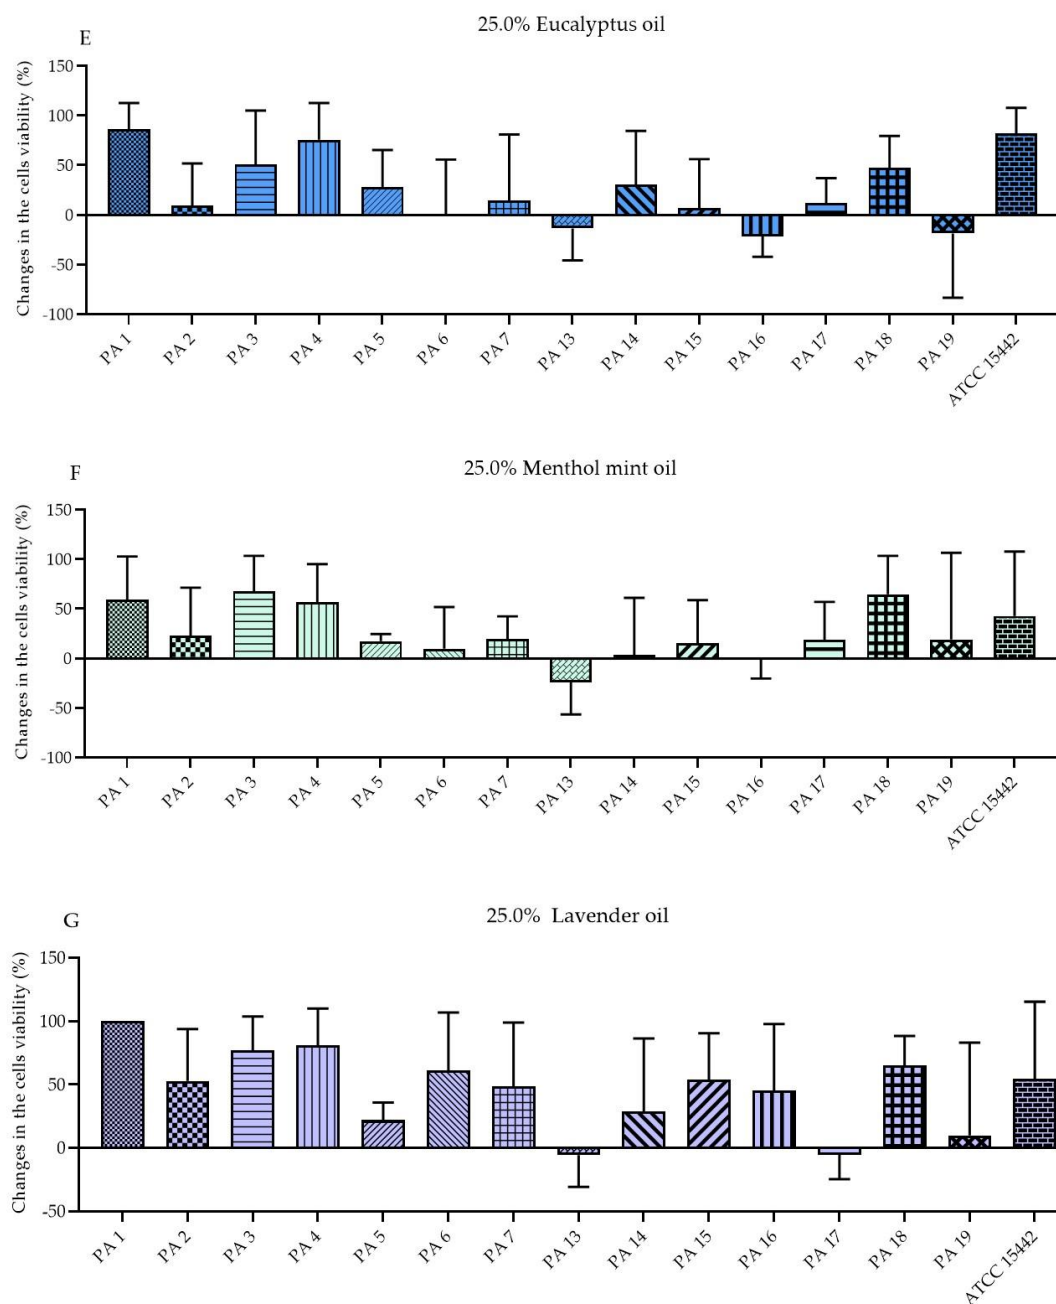 E
25.0% Eucalyptus oil
Changes in the cells viability (%)
150
100
50
0
-50
-100
PA 1
PA 2
PA 3
PA 4
PA 5
PA 6
PA 7
PA 13
PA 14
PA 15
PA 16
PA 17
PA 18
PA 19
ATCC 15442
F
25.0% Menthol mint oil
Changes in the cells viability (%)
150
100
50
0
-50
-100
PA 1
PA 2
PA 3
PA 4
PA 5
PA 6
PA 7
PA 13
PA 14
PA 15
PA 16
PA 17
PA 18
PA 19
ATCC 15442
G
25.0% Lavender oil
Changes in the cells viability (%)
150
100
50
0
-50
PA 1
PA 2
PA 3
PA 4
PA 5
PA 6
PA 7
PA 13
PA 14
PA 15
PA 16
PA 17
PA 18
PA 19
ATCC 15442